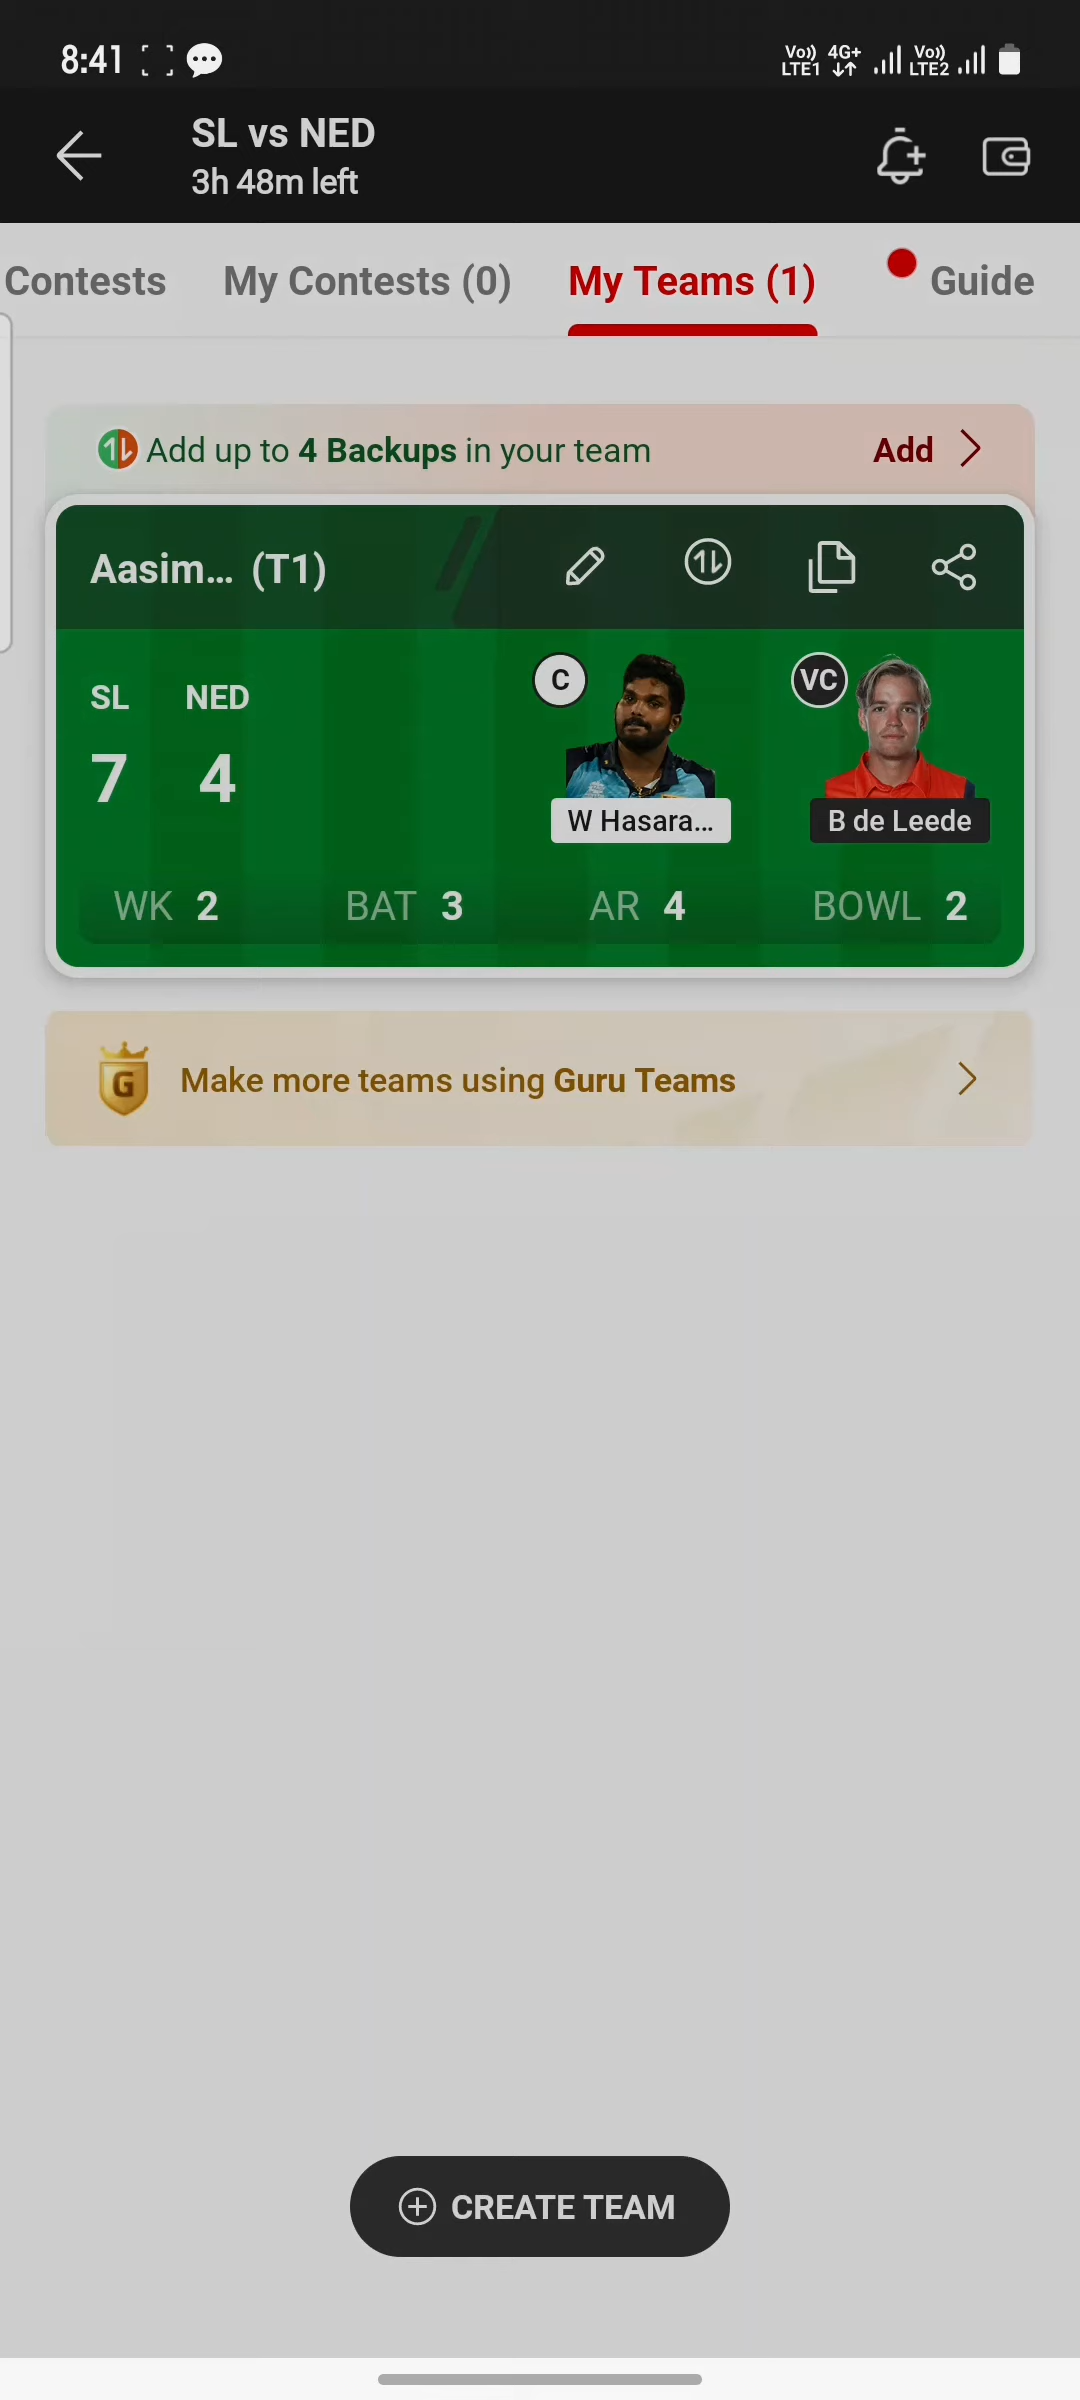 8:41
Vo)) LTE1 4G+ Vo)) LTE2
SL vs NED
3h 48m left
Contests My Contests (0) My Teams (1) Guide
Add up to 4 Backups in your team Add
Aasim... (T1)
SL NED
7 4
C VC
W Hasara... B de Leede
WK 2 BAT 3 AR 4 BOWL 2
G Make more teams using Guru Teams
CREATE TEAM